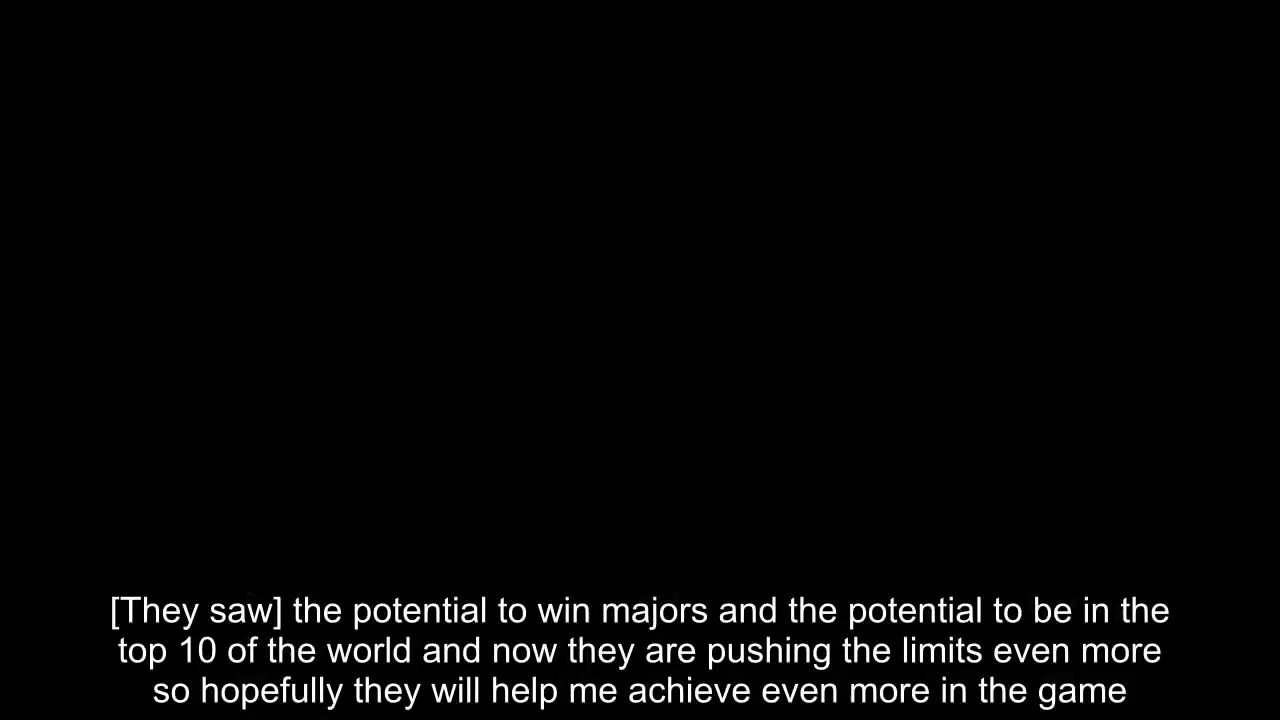 [They saw] the potential to win majors and the potential to be in the
top 10 of the world and now they are pushing the limits even more
so hopefully they will help me achieve even more in the game